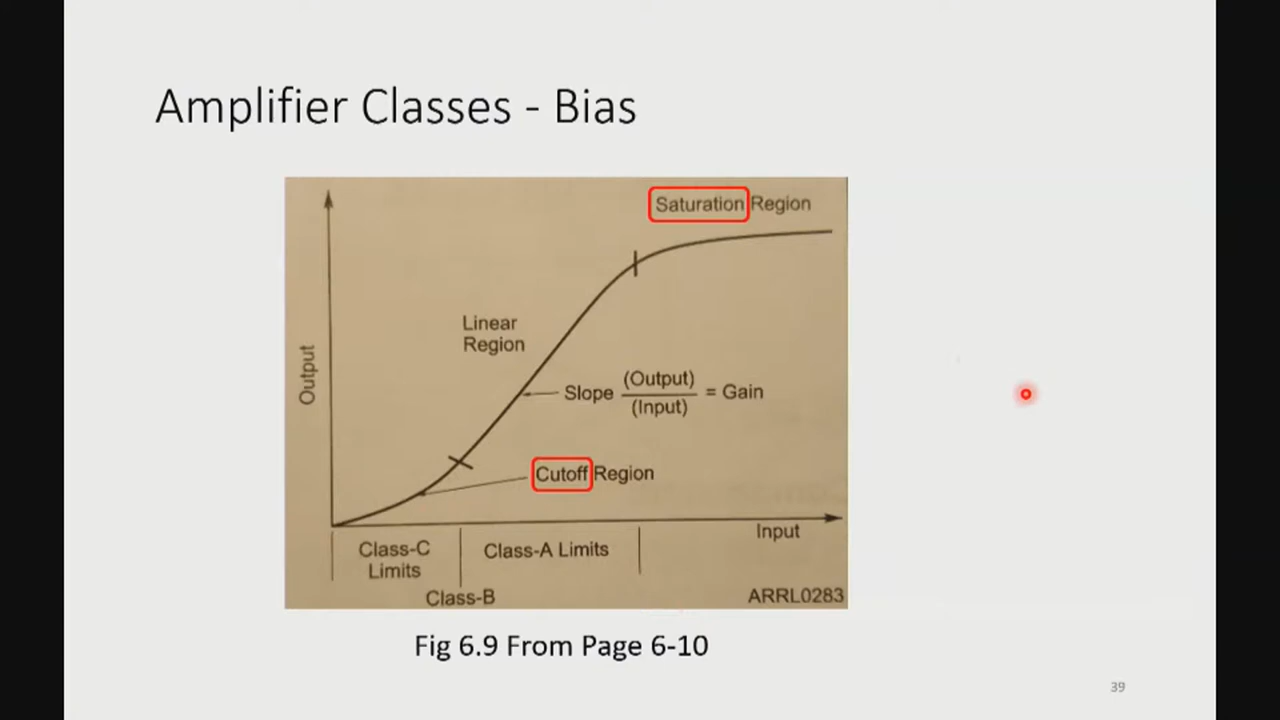 Amplifier Classes - Bias
Saturation Region
Linear
Region
Output
Slope (Output)/(Input) = Gain
Cutoff Region
Input
Class-C
Limits
Class-A Limits
Class-B
ARRL0283
Fig 6.9 From Page 6-10
39